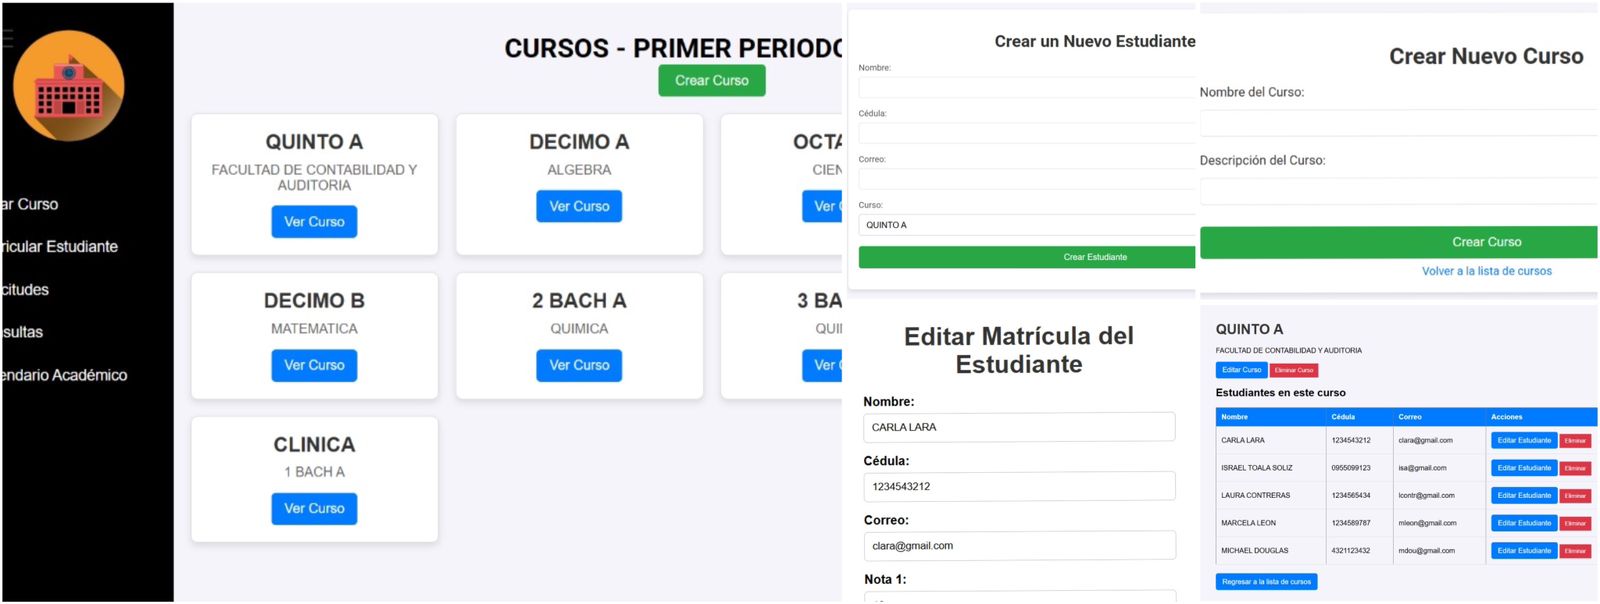 CURSOS - PRIMER PERIODO
Crear Curso
ar Curso
ricular Estudiante
citudes
sultas
endario Académico
QUINTO A
FACULTAD DE CONTABILIDAD Y
AUDITORIA
Ver Curso
DECIMO A
ALGEBRA
Ver Curso
OCTA
CIEN
Ver
DECIMO B
MATEMATICA
Ver Curso
2 BACH A
QUIMICA
Ver Curso
3 BA
QUI
Ver
CLINICA
1 BACH A
Ver Curso
Crear un Nuevo Estudiante
Nombre:
Cédula:
Correo:
Curso:
QUINTO A
Crear Estudiante
Crear Nuevo Curso
Nombre del Curso:
Descripción del Curso:
Crear Curso
Volver a la lista de cursos
Editar Matrícula del
Estudiante
Nombre:
CARLA LARA
Cédula:
1234543212
Correo:
clara@gmail.com
Nota 1:
QUINTO A
FACULTAD DE CONTABILIDAD Y AUDITORIA
Editar Curso Eliminar Curso
Estudiantes en este curso
Nombre Cédula Correo Acciones
CARLA LARA 1234543212 clara@gmail.com Editar Estudiante Eliminar
ISRAEL TOALA SOLIZ 0955099123 isa@gmail.com Editar Estudiante Eliminar
LAURA CONTRERAS 1234565434 lcontr@gmail.com Editar Estudiante Eliminar
MARCELA LEON 1234589787 mleon@gmail.com Editar Estudiante Eliminar
MICHAEL DOUGLAS 4321123432 mdou@gmail.com Editar Estudiante Eliminar
Regresar a la lista de cursos